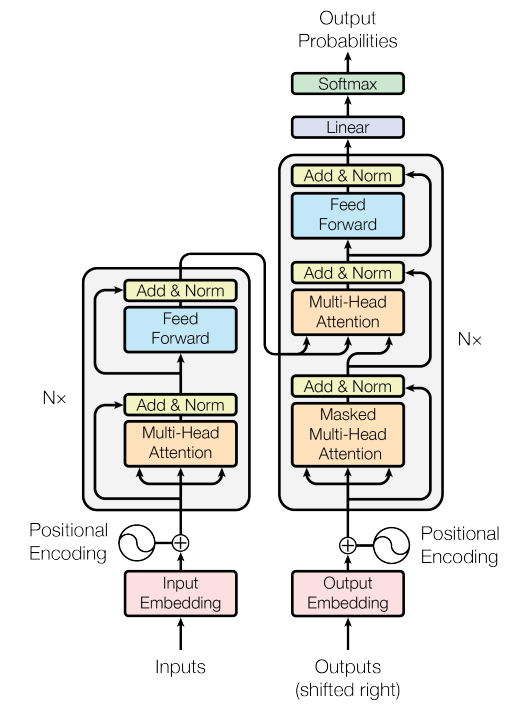 Output
Probabilities
Softmax
Linear
Add & Norm
Feed
Forward
Add & Norm
Multi-Head
Attention
Add & Norm
Masked
Multi-Head
Attention
N×
Add & Norm
Feed
Forward
Add & Norm
Multi-Head
Attention
N×
Positional
Encoding
Positional
Encoding
Input
Embedding
Output
Embedding
Inputs
Outputs
(shifted right)